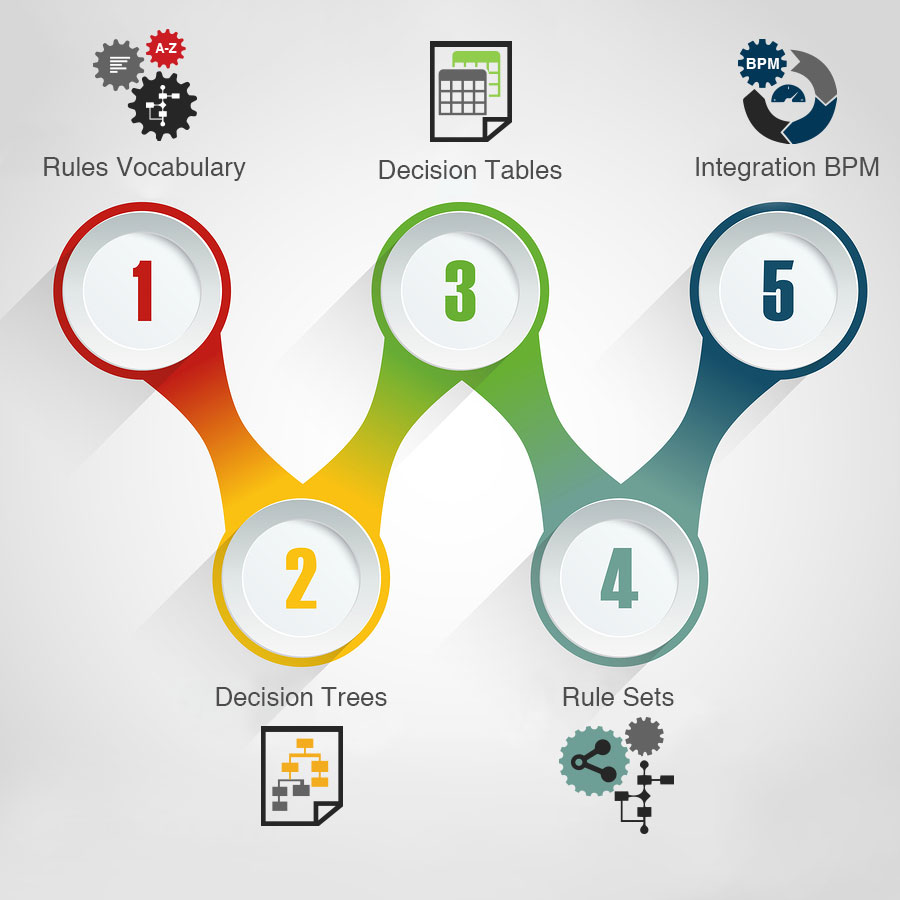 A-Z
Rules Vocabulary
Decision Tables
BPM
Integration BPM
1
3
5
2
4
Decision Trees
Rule Sets